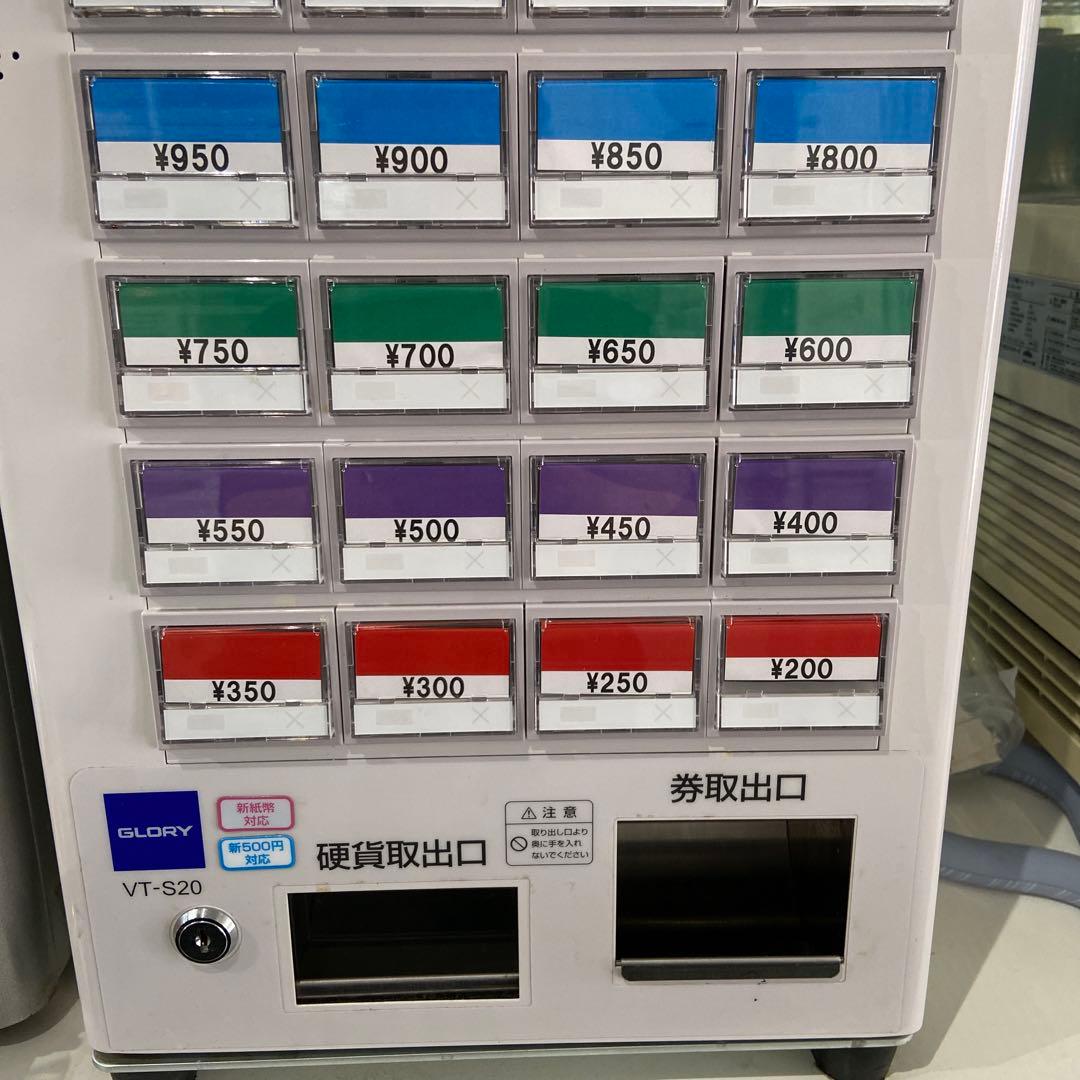 ¥950 ¥900 ¥850 ¥800
¥750 ¥700 ¥650 ¥600
¥550 ¥500 ¥450 ¥400
¥350 ¥300 ¥250 ¥200
GLORY
VT-S20
新紙幣
対応
新500円
対応
硬貨取出口
注意
取り出し口より
奥に手を入れ
ないでください
券取出口